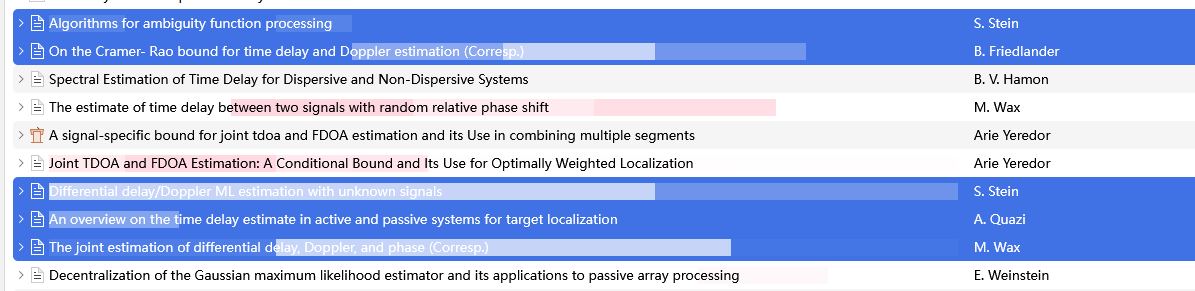 Algorithms for ambiguity function processing S. Stein
On the Cramer- Rao bound for time delay and Doppler estimation (Corresp.) B. Friedlander
Spectral Estimation of Time Delay for Dispersive and Non-Dispersive Systems B. V. Hamon
The estimate of time delay between two signals with random relative phase shift M. Wax
A signal-specific bound for joint tdoa and FDOA estimation and its Use in combining multiple segments Arie Yeredor
Joint TDOA and FDOA Estimation: A Conditional Bound and Its Use for Optimally Weighted Localization Arie Yeredor
Differential delay/Doppler ML estimation with unknown signals S. Stein
An overview on the time delay estimate in active and passive systems for target localization A. Quazi
The joint estimation of differential delay, Doppler, and phase (Corresp.) M. Wax
Decentralization of the Gaussian maximum likelihood estimator and its applications to passive array processing E. Weinstein